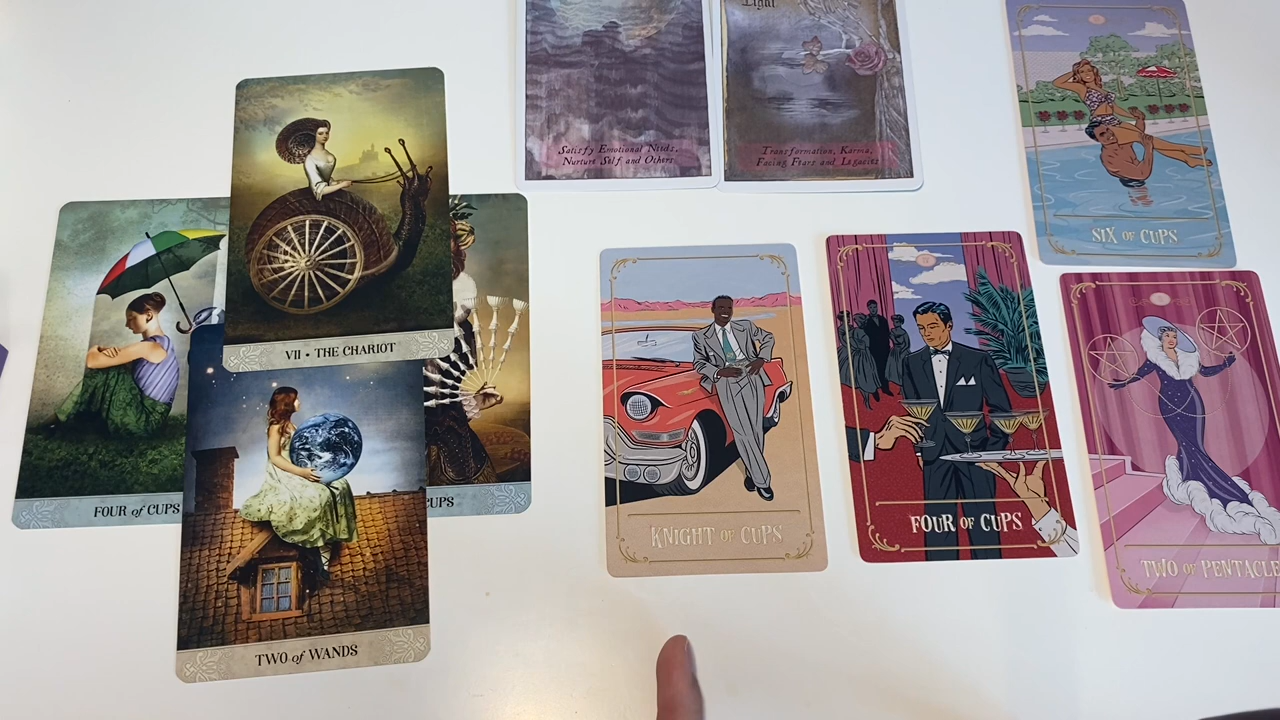 VII • THE CHARIOT
FOUR of CUPS
CUPS
TWO of WANDS
Satisfy Emotional Needs,
Nurture Self and Others
Light
Transformation, Karma,
Facing Fears and Legacies
KNIGHT OF CUPS
FOUR OF CUPS
SIX OF CUPS
TWO OF PENTACLE